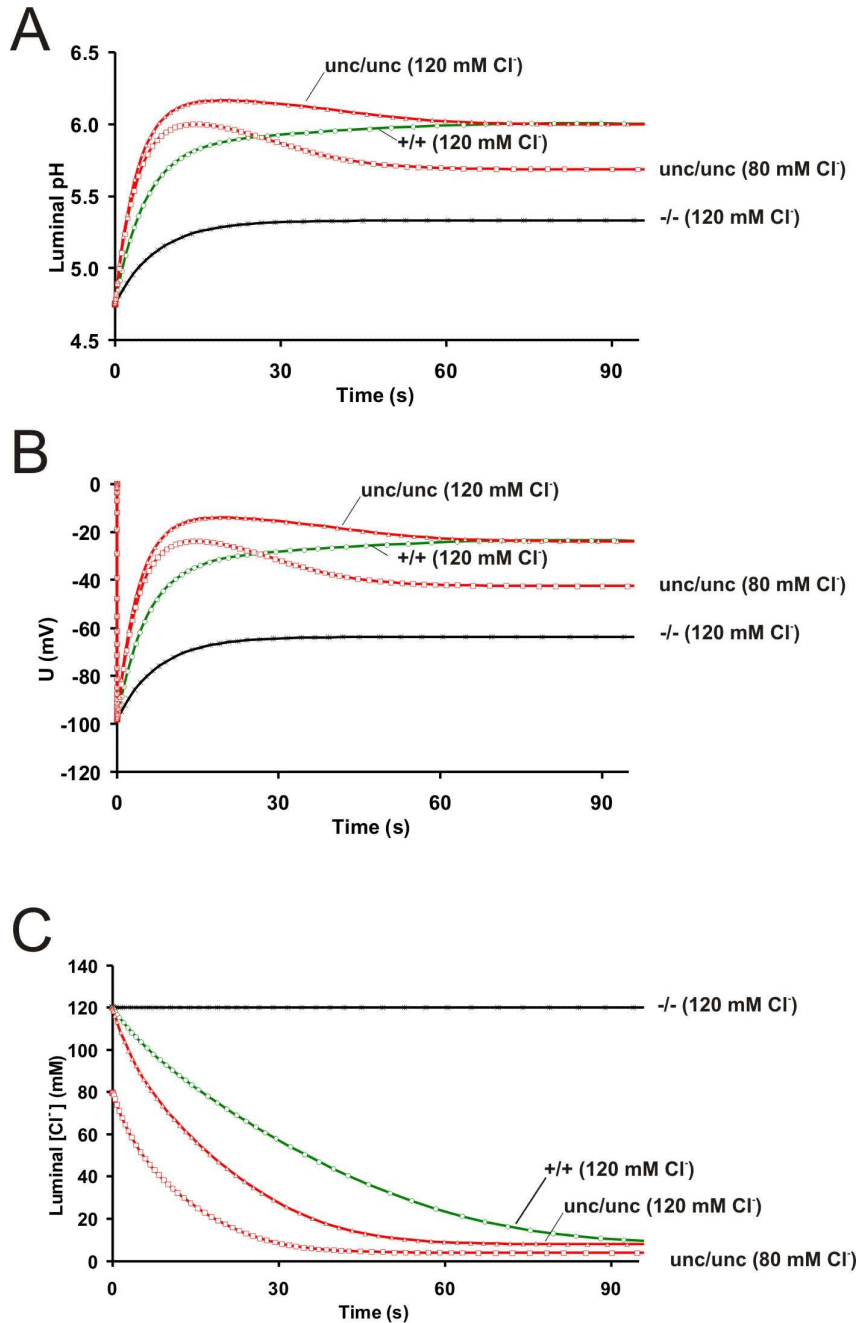 A
6.5
unc/unc (120 mM Cl⁻)
6.0
+/+ (120 mM Cl⁻)
unc/unc (80 mM Cl⁻)
5.5
-/- (120 mM Cl⁻)
5.0
4.5
Luminal pH
0 30 60 90
Time (s)
B
0
unc/unc (120 mM Cl⁻)
-20
+/+ (120 mM Cl⁻)
-40
unc/unc (80 mM Cl⁻)
-60
-/- (120 mM Cl⁻)
-80
-100
-120
U (mV)
0 30 60 90
Time (s)
C
140
120
-/- (120 mM Cl⁻)
100
80
60
40
+/+ (120 mM Cl⁻)
20
unc/unc (120 mM Cl⁻)
0
unc/unc (80 mM Cl⁻)
Luminal [Cl⁻] (mM)
0 30 60 90
Time (s)